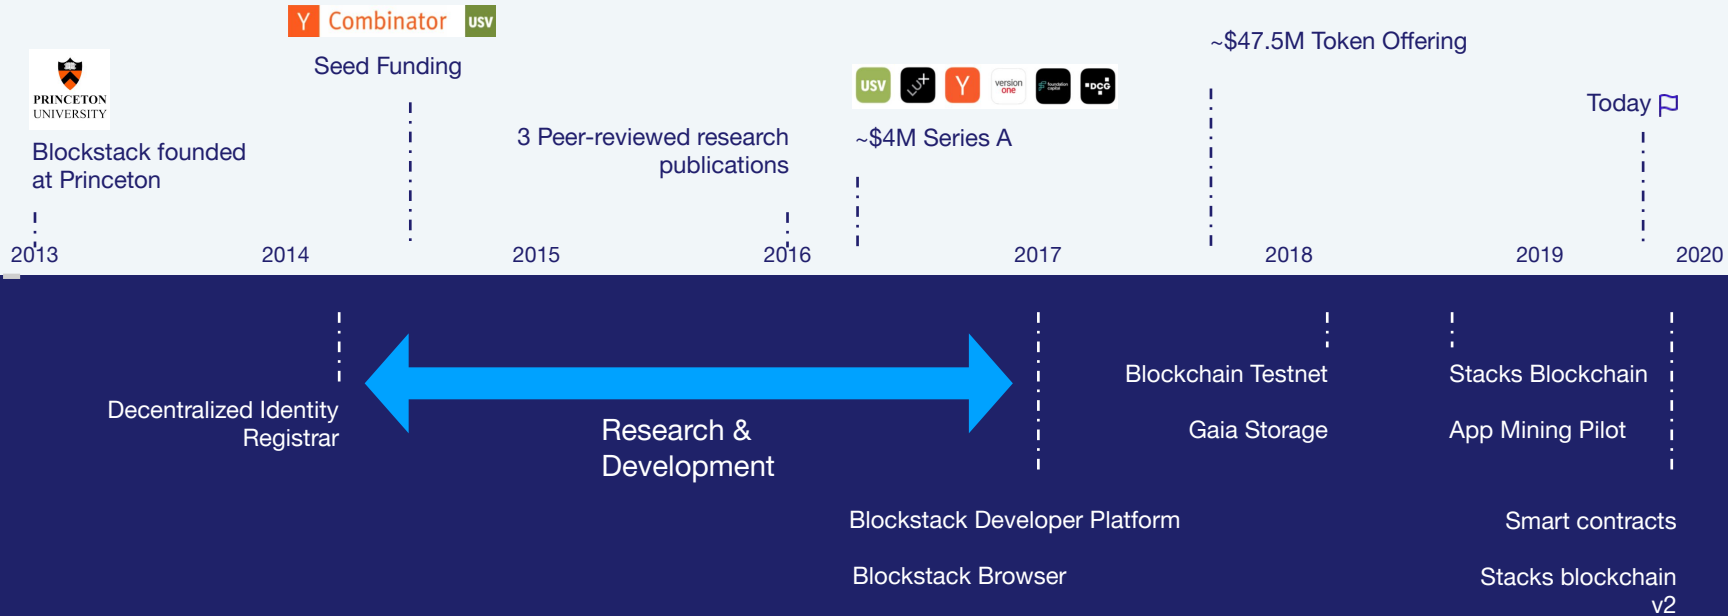 Y Combinator USV
Seed Funding
PRINCETON
UNIVERSITY
Blockstack founded
at Princeton
3 Peer-reviewed research
publications
USV LUX+ Y version one foundation capital DCG
~$4M Series A
~$47.5M Token Offering
Today
2013 2014 2015 2016 2017 2018 2019 2020
Decentralized Identity
Registrar
Research &
Development
Blockstack Developer Platform
Blockstack Browser
Blockchain Testnet
Gaia Storage
Stacks Blockchain
App Mining Pilot
Smart contracts
Stacks blockchain
v2